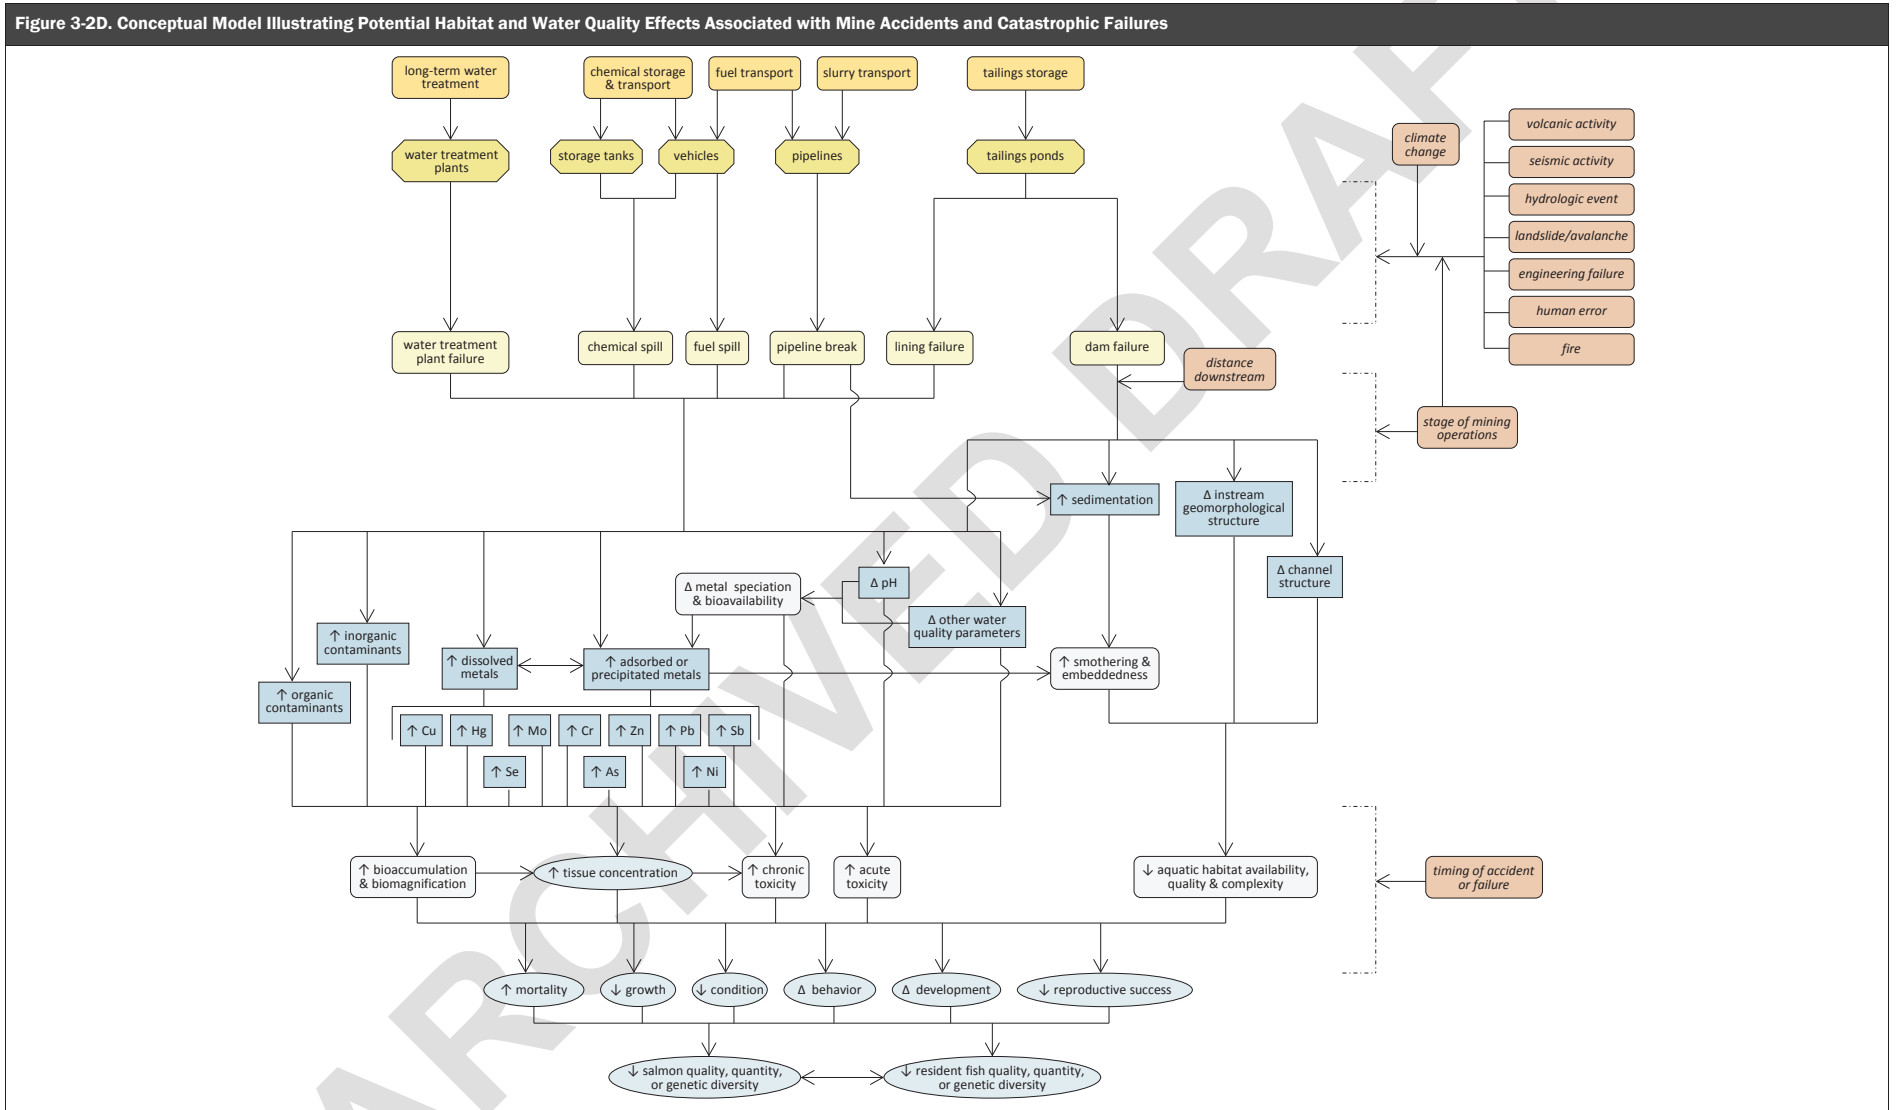 Figure 3-2D. Conceptual Model Illustrating Potential Habitat and Water Quality Effects Associated with Mine Accidents and Catastrophic Failures
long-term water
treatment
chemical storage
& transport
fuel transport
slurry transport
tailings storage
water treatment
plants
storage tanks
vehicles
pipelines
tailings ponds
climate
change
volcanic activity
seismic activity
hydrologic event
landslide/avalanche
engineering failure
human error
fire
water treatment
plant failure
chemical spill
fuel spill
pipeline break
lining failure
dam failure
distance
downstream
stage of mining
operations
↑ sedimentation
Δ instream
geomorphological
structure
Δ channel
structure
Δ metal speciation
& bioavailability
Δ pH
Δ other water
quality parameters
↑ inorganic
contaminants
↑ organic
contaminants
↑ dissolved
metals
↑ adsorbed or
precipitated metals
↑ smothering &
embeddedness
↑ Cu
↑ Hg
↑ Mo
↑ Cr
↑ Zn
↑ Pb
↑ Sb
↑ Se
↑ As
↑ Ni
↑ bioaccumulation
& biomagnification
↑ tissue concentration
↑ chronic
toxicity
↑ acute
toxicity
↓ aquatic habitat availability,
quality & complexity
timing of accident
or failure
↑ mortality
↓ growth
↓ condition
Δ behavior
Δ development
↓ reproductive success
↓ salmon quality, quantity,
or genetic diversity
↓ resident fish quality, quantity,
or genetic diversity
ARCHIVED DRAFT